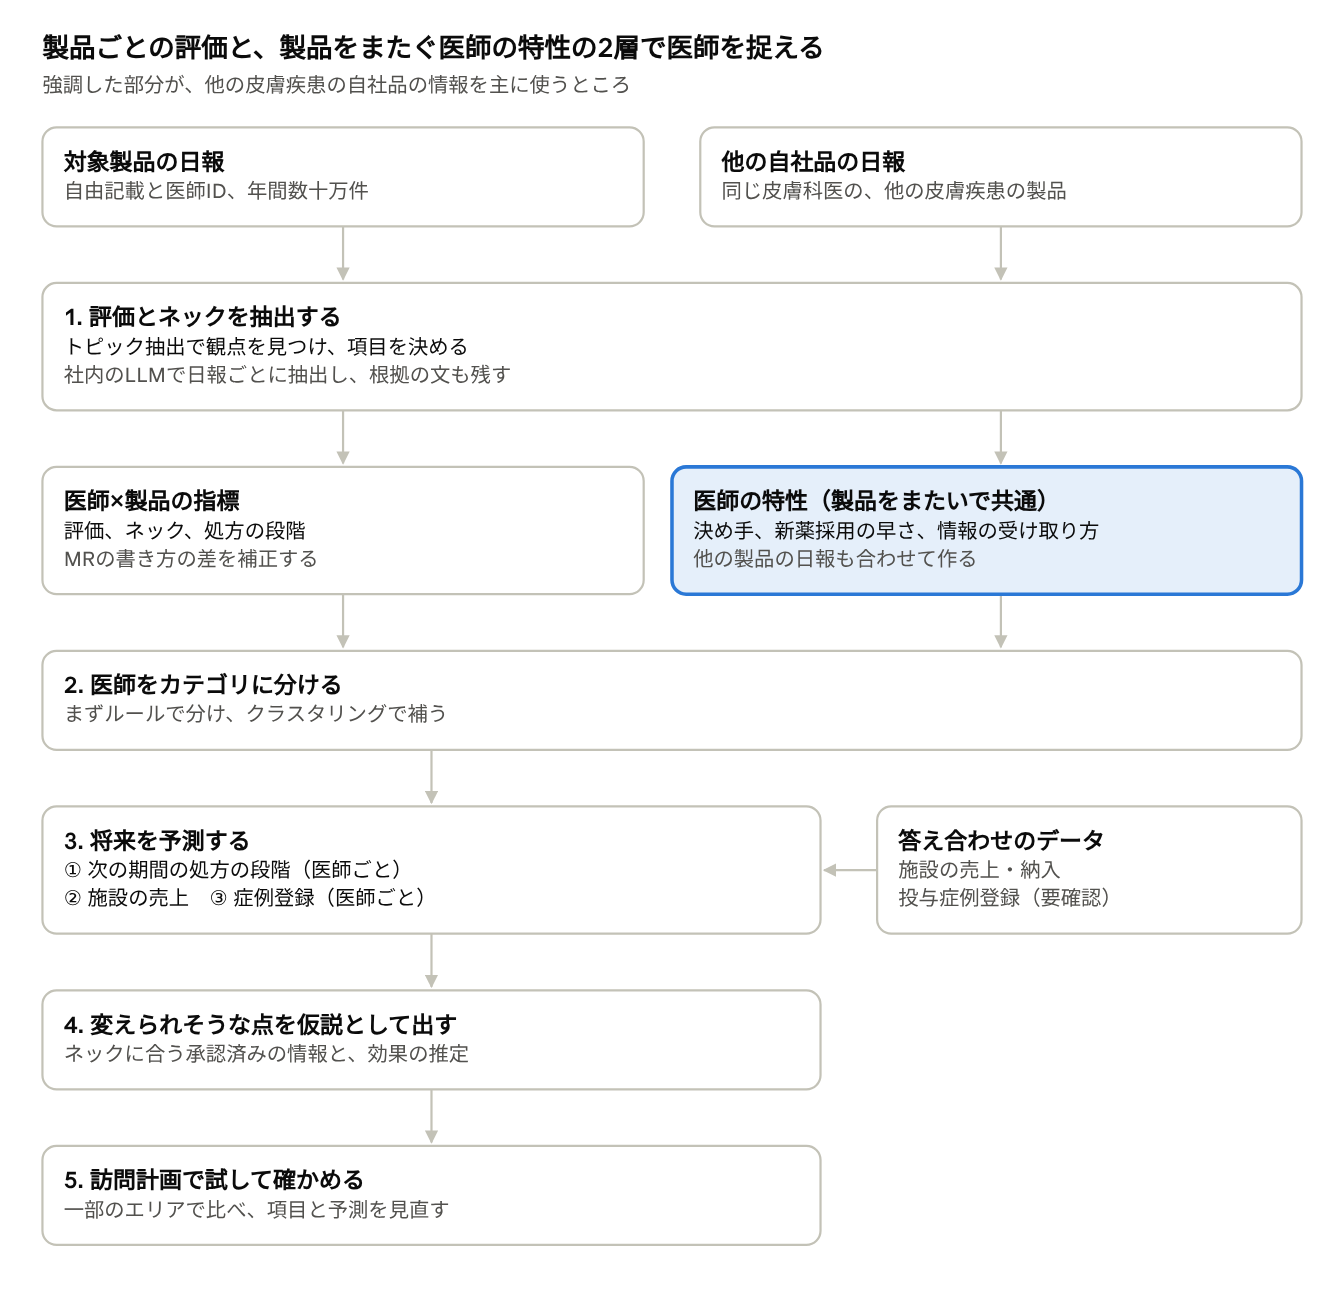 製品ごとの評価と、製品をまたぐ医師の特性の2層で医師を捉える
強調した部分が、他の皮膚疾患の自社品の情報を主に使うところ
対象製品の日報
自由記載と医師ID、年間数十万件
他の自社品の日報
同じ皮膚科医の、他の皮膚疾患の製品
1. 評価とネックを抽出する
トピック抽出で観点を見つけ、項目を決める
社内のLLMで日報ごとに抽出し、根拠の文も残す
医師×製品の指標
評価、ネック、処方の段階
MRの書き方の差を補正する
医師の特性（製品をまたいで共通）
決め手、新薬採用の早さ、情報の受け取り方
他の製品の日報も合わせて作る
2. 医師をカテゴリに分ける
まずルールで分け、クラスタリングで補う
3. 将来を予測する
① 次の期間の処方の段階（医師ごと）
② 施設の売上　③ 症例登録（医師ごと）
答え合わせのデータ
施設の売上・納入
投与症例登録（要確認）
4. 変えられそうな点を仮説として出す
ネックに合う承認済みの情報と、効果の推定
5. 訪問計画で試して確かめる
一部のエリアで比べ、項目と予測を見直す